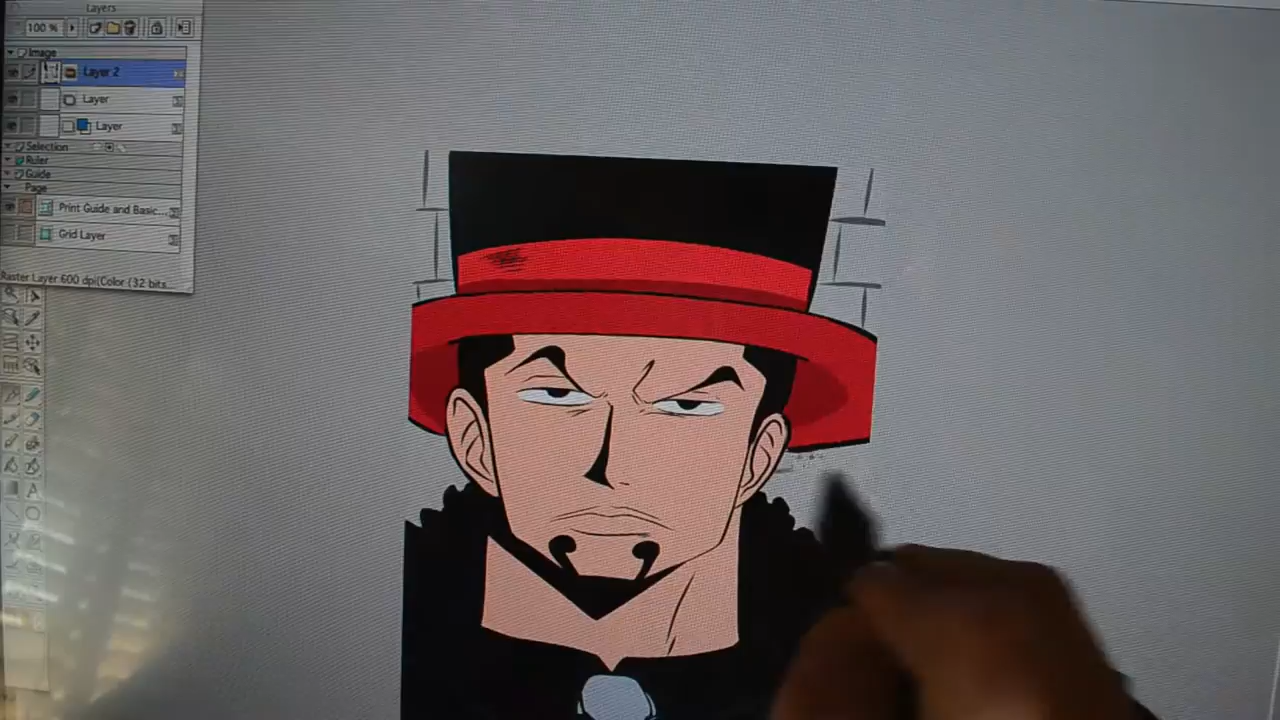 Layers
100 %
Image
Layer 2
Layer
Layer
Selection
Ruler
Guide
Page
Print Guide and Basic...
Grid Layer
Raster Layer 600 dpi(Color (32 bits...
A